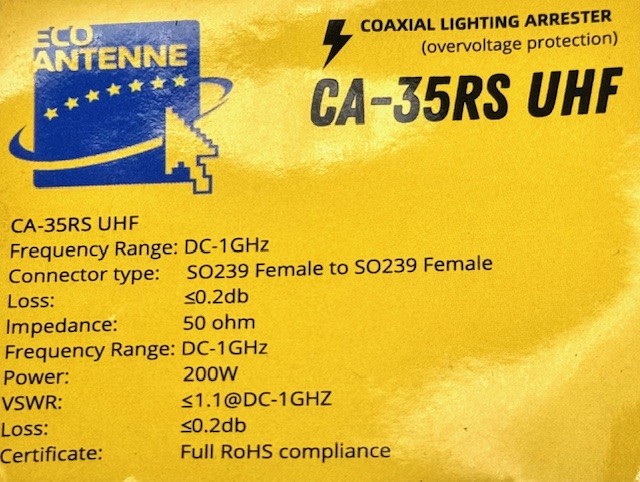 ECO
ANTENNE
COAXIAL LIGHTING ARRESTER
(overvoltage protection)
CA-35RS UHF
CA-35RS UHF
Frequency Range: DC-1GHz
Connector type: SO239 Female to SO239 Female
Loss: ≤0.2db
Impedance: 50 ohm
Frequency Range: DC-1GHz
Power: 200W
VSWR: ≤1.1@DC-1GHZ
Loss: ≤0.2db
Certificate: Full RoHS compliance